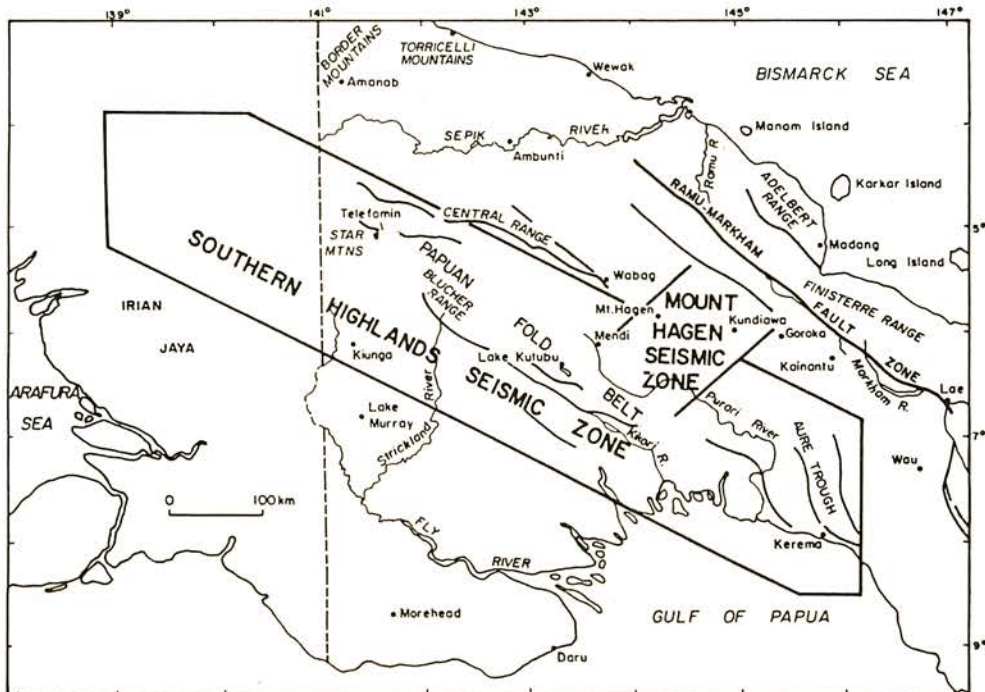 139° 141° 143° 145° 147°
BORDER
MOUNTAINS
TORRICELLI
MOUNTAINS
Wewak
BISMARCK SEA
Amanab
SEPIK RIVER
Ambunti
Manam Island
Ramu R.
ADELBERT
RANGE
Karkar Island
RAMU-MARKHAM
FAULT
ZONE
Telefomin
CENTRAL RANGE
STAR
MTNS
PAPUAN
FOLD
BELT
BLUCHER
RANGE
Madang
5°
Long Island
SOUTHERN
HIGHLANDS
SEISMIC
ZONE
Wabag
MOUNT
HAGEN
SEISMIC
ZONE
FINISTERRE RANGE
IRIAN
JAYA
Mt. Hagen
Kundiawa
Goroka
Mendi
Kiunga
Lake Kutubu
Kainantu
Markham R.
Lae
ARAFURA
SEA
Lake
Murray
Strickland River
Kikori R.
Purari River
7°
AURE TROUGH
Wau
0 100 km
FLY
RIVER
Kerema
Morehead
GULF OF PAPUA
Daru
9°